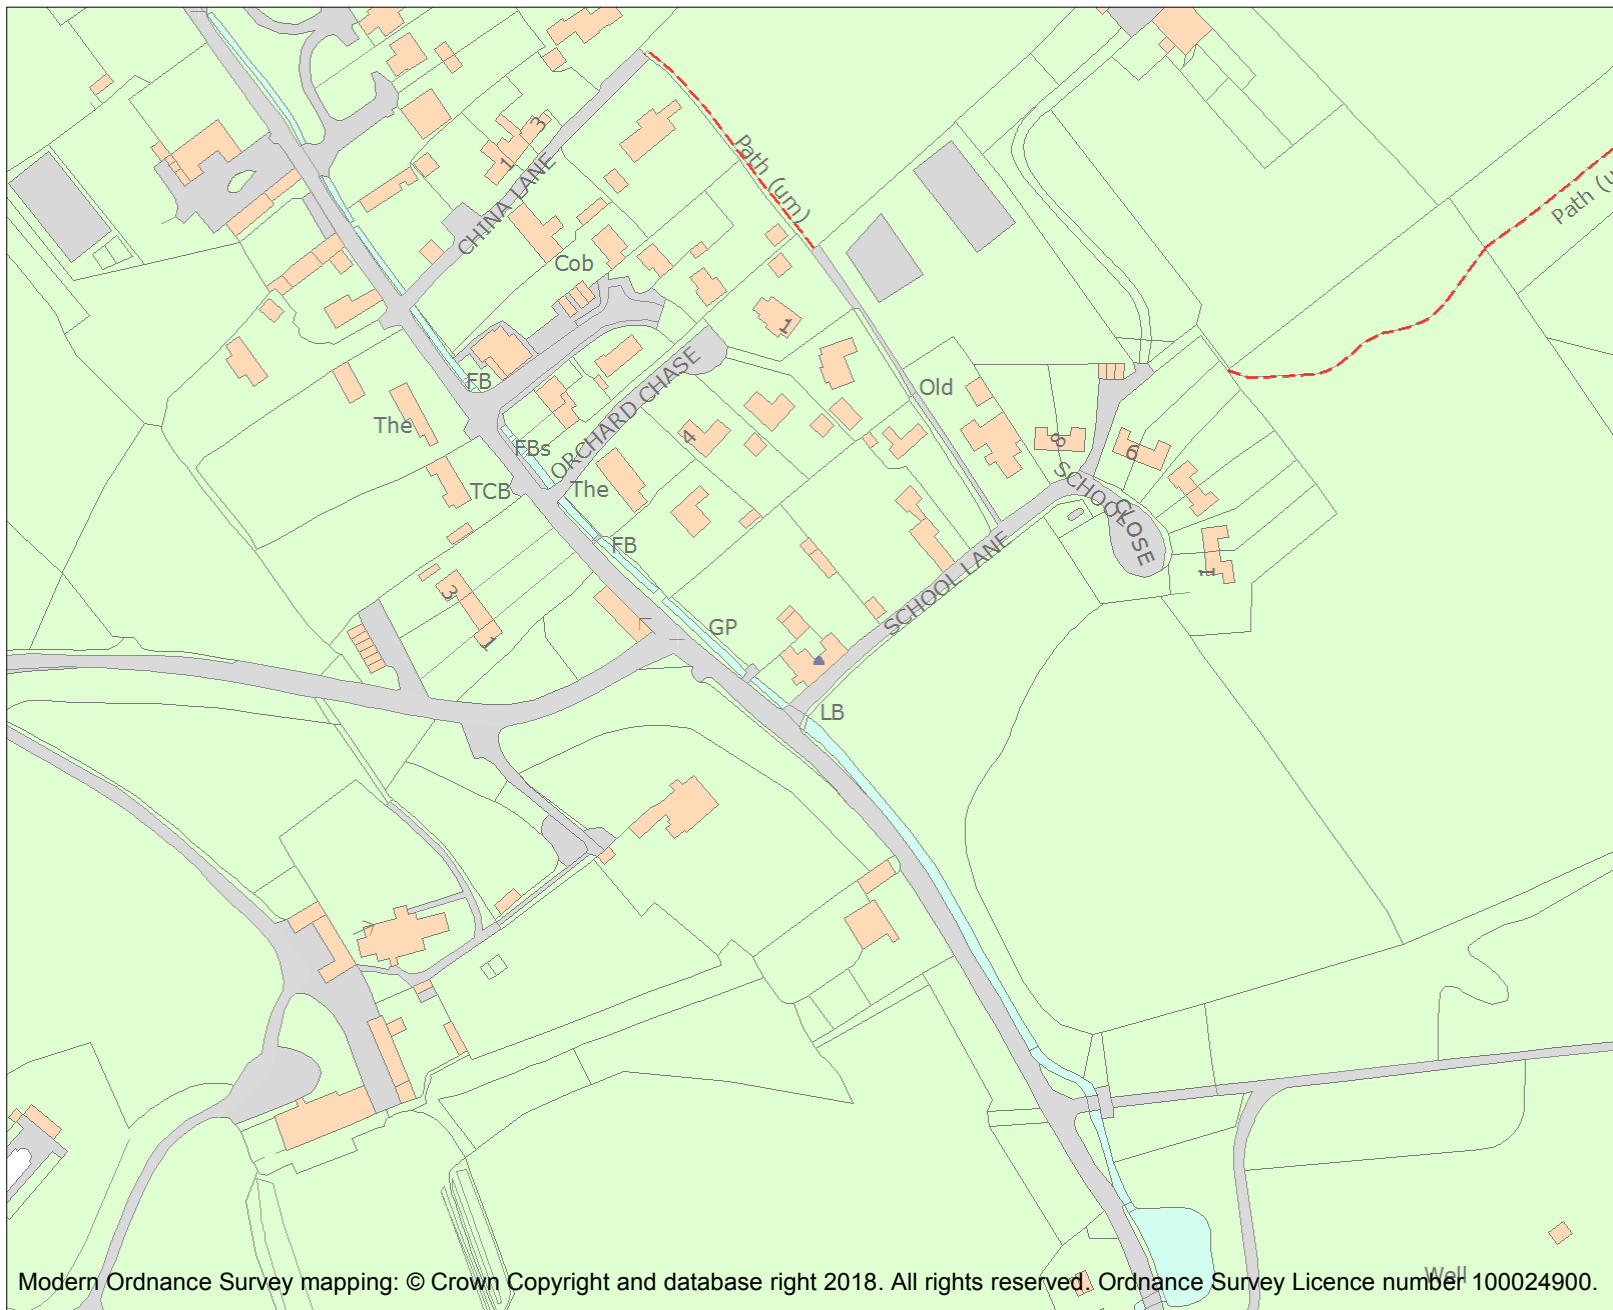 3
1
CHINA LANE
Path (um)
Path (u
Cob
1
FB
ORCHARD CHASE
Old
The
4
8
6
FBs
SCHOOL
CLOSE
TCB
The
FB
SCHOOL LANE
1
3
1
GP
LB
Well
Modern Ordnance Survey mapping: © Crown Copyright and database right 2018. All rights reserved. Ordnance Survey Licence number 100024900.